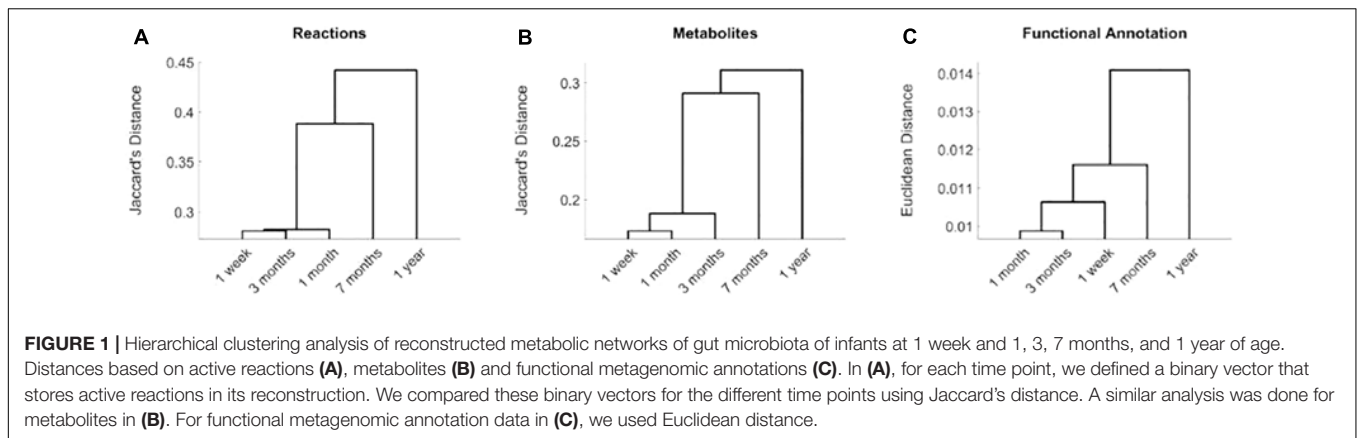 A
Reactions
Jaccard's Distance
0.45
0.4
0.35
0.3
1 week
3 months
1 month
7 months
1 year
B
Metabolites
Jaccard's Distance
0.3
0.25
0.2
1 week
1 month
3 months
7 months
1 year
C
Functional Annotation
Euclidean Distance
0.014
0.013
0.012
0.011
0.01
1 month
3 months
1 week
7 months
1 year
FIGURE 1 | Hierarchical clustering analysis of reconstructed metabolic networks of gut microbiota of infants at 1 week and 1, 3, 7 months, and 1 year of age.
Distances based on active reactions (A), metabolites (B) and functional metagenomic annotations (C). In (A), for each time point, we defined a binary vector that
stores active reactions in its reconstruction. We compared these binary vectors for the different time points using Jaccard's distance. A similar analysis was done for
metabolites in (B). For functional metagenomic annotation data in (C), we used Euclidean distance.